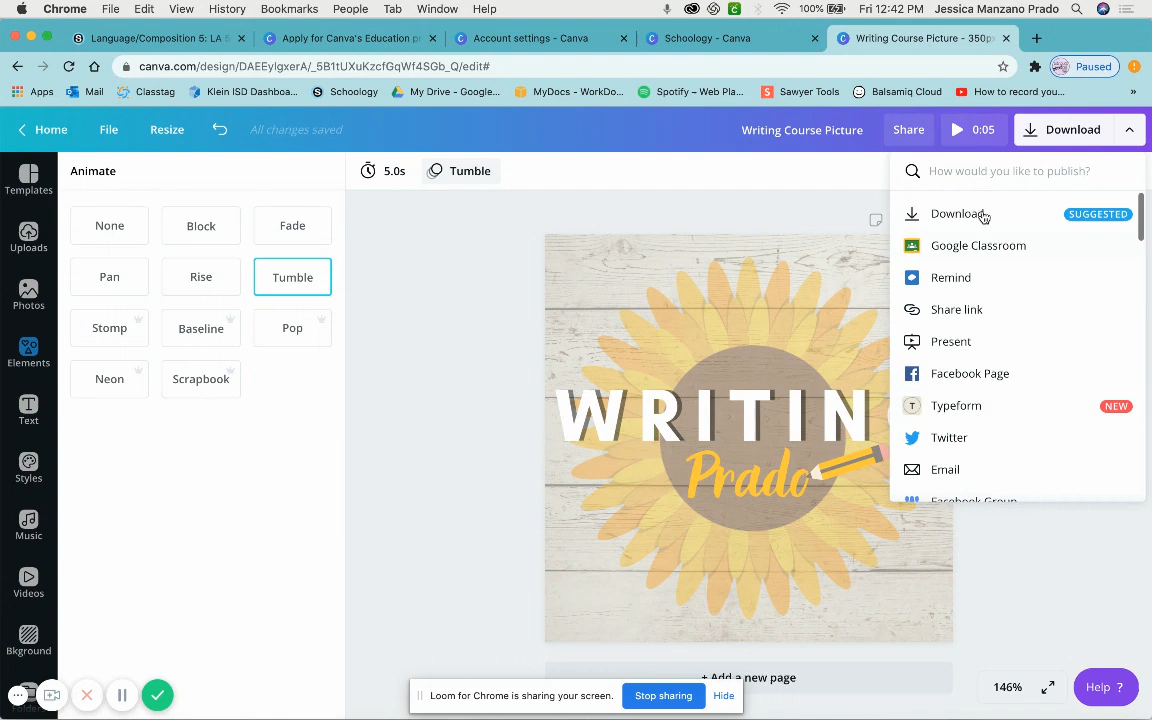 Chrome File Edit View History Bookmarks People Tab Window Help 100% Fri 12:42 PM Jessica Manzano Prado
Language/Composition 5: LA 5 Apply for Canva's Education pr Account settings - Canva Schoology - Canva Writing Course Picture - 350px
canva.com/design/DAEEylgxerA/_5B1tUXuKzcfGqWf4SGb_Q/edit# Paused
Apps Mail Classtag Klein ISD Dashboa... Schoology My Drive - Google... MyDocs - WorkDo... Spotify – Web Pla... Sawyer Tools Balsamiq Cloud How to record you... »
Home File Resize All changes saved Writing Course Picture Share 0:05 Download
Animate 5.0s Tumble How would you like to publish?
Templates
Uploads
Photos
Elements
Text
Styles
Music
Videos
Bkground
None Block Fade
Pan Rise Tumble
Stomp Baseline Pop
Neon Scrapbook
Download SUGGESTED
Google Classroom
Remind
Share link
Present
Facebook Page
Typeform NEW
Twitter
Email
Facebook Group
WRITIN
Prado
+ Add a new page
Loom for Chrome is sharing your screen. Stop sharing Hide
146% Help ?